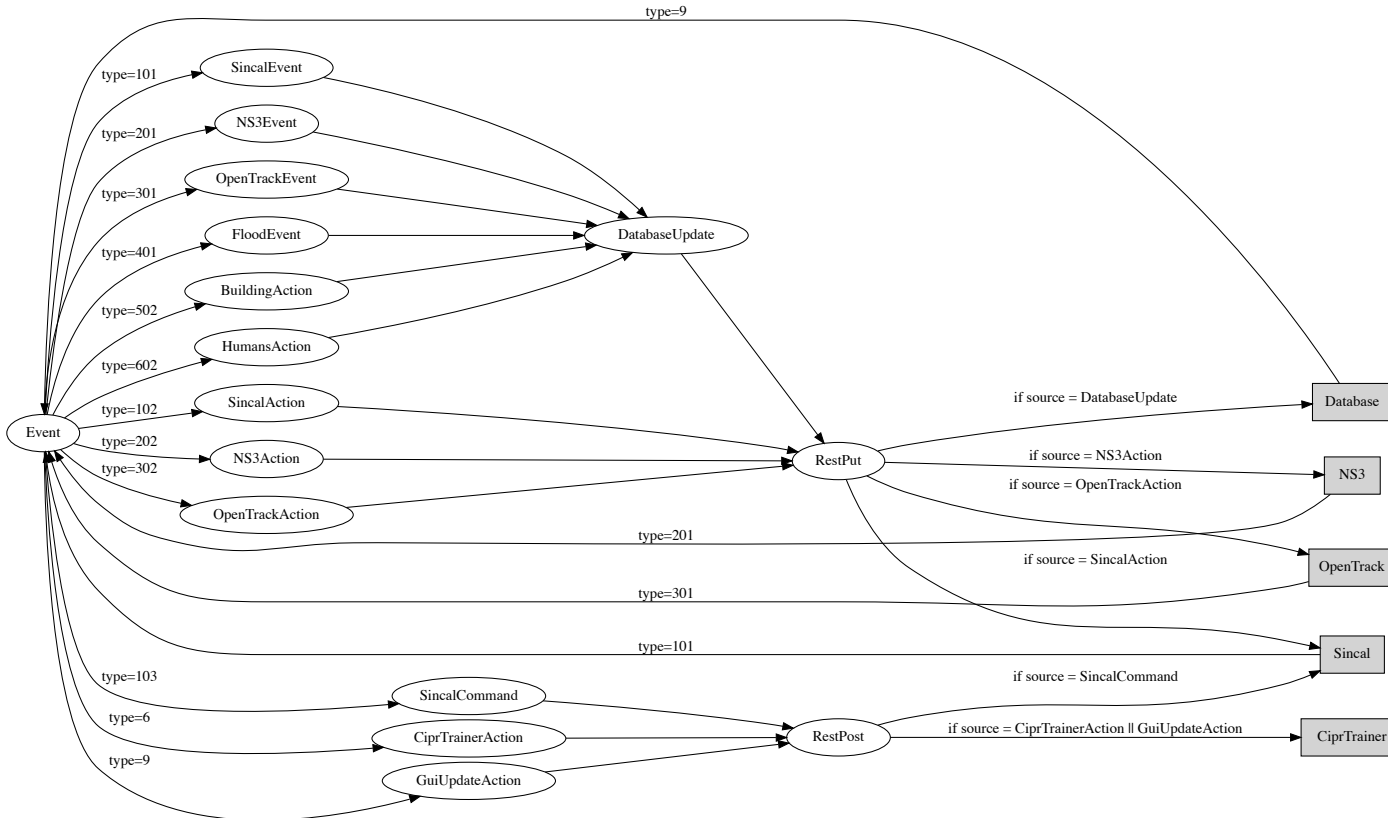 type=9
SincalEvent
type=101
NS3Event
type=201
OpenTrackEvent
type=301
FloodEvent
DatabaseUpdate
type=401
BuildingAction
type=502
HumansAction
type=602
SincalAction
type=102
if source = DatabaseUpdate
Database
Event
type=202
NS3Action
RestPut
if source = NS3Action
type=302
NS3
if source = OpenTrackAction
OpenTrackAction
type=201
if source = SincalAction
OpenTrack
type=301
type=101
Sincal
type=103
if source = SincalCommand
SincalCommand
type=6
CiprTrainerAction
RestPost
if source = CiprTrainerAction || GuiUpdateAction
CiprTrainer
type=9
GuiUpdateAction